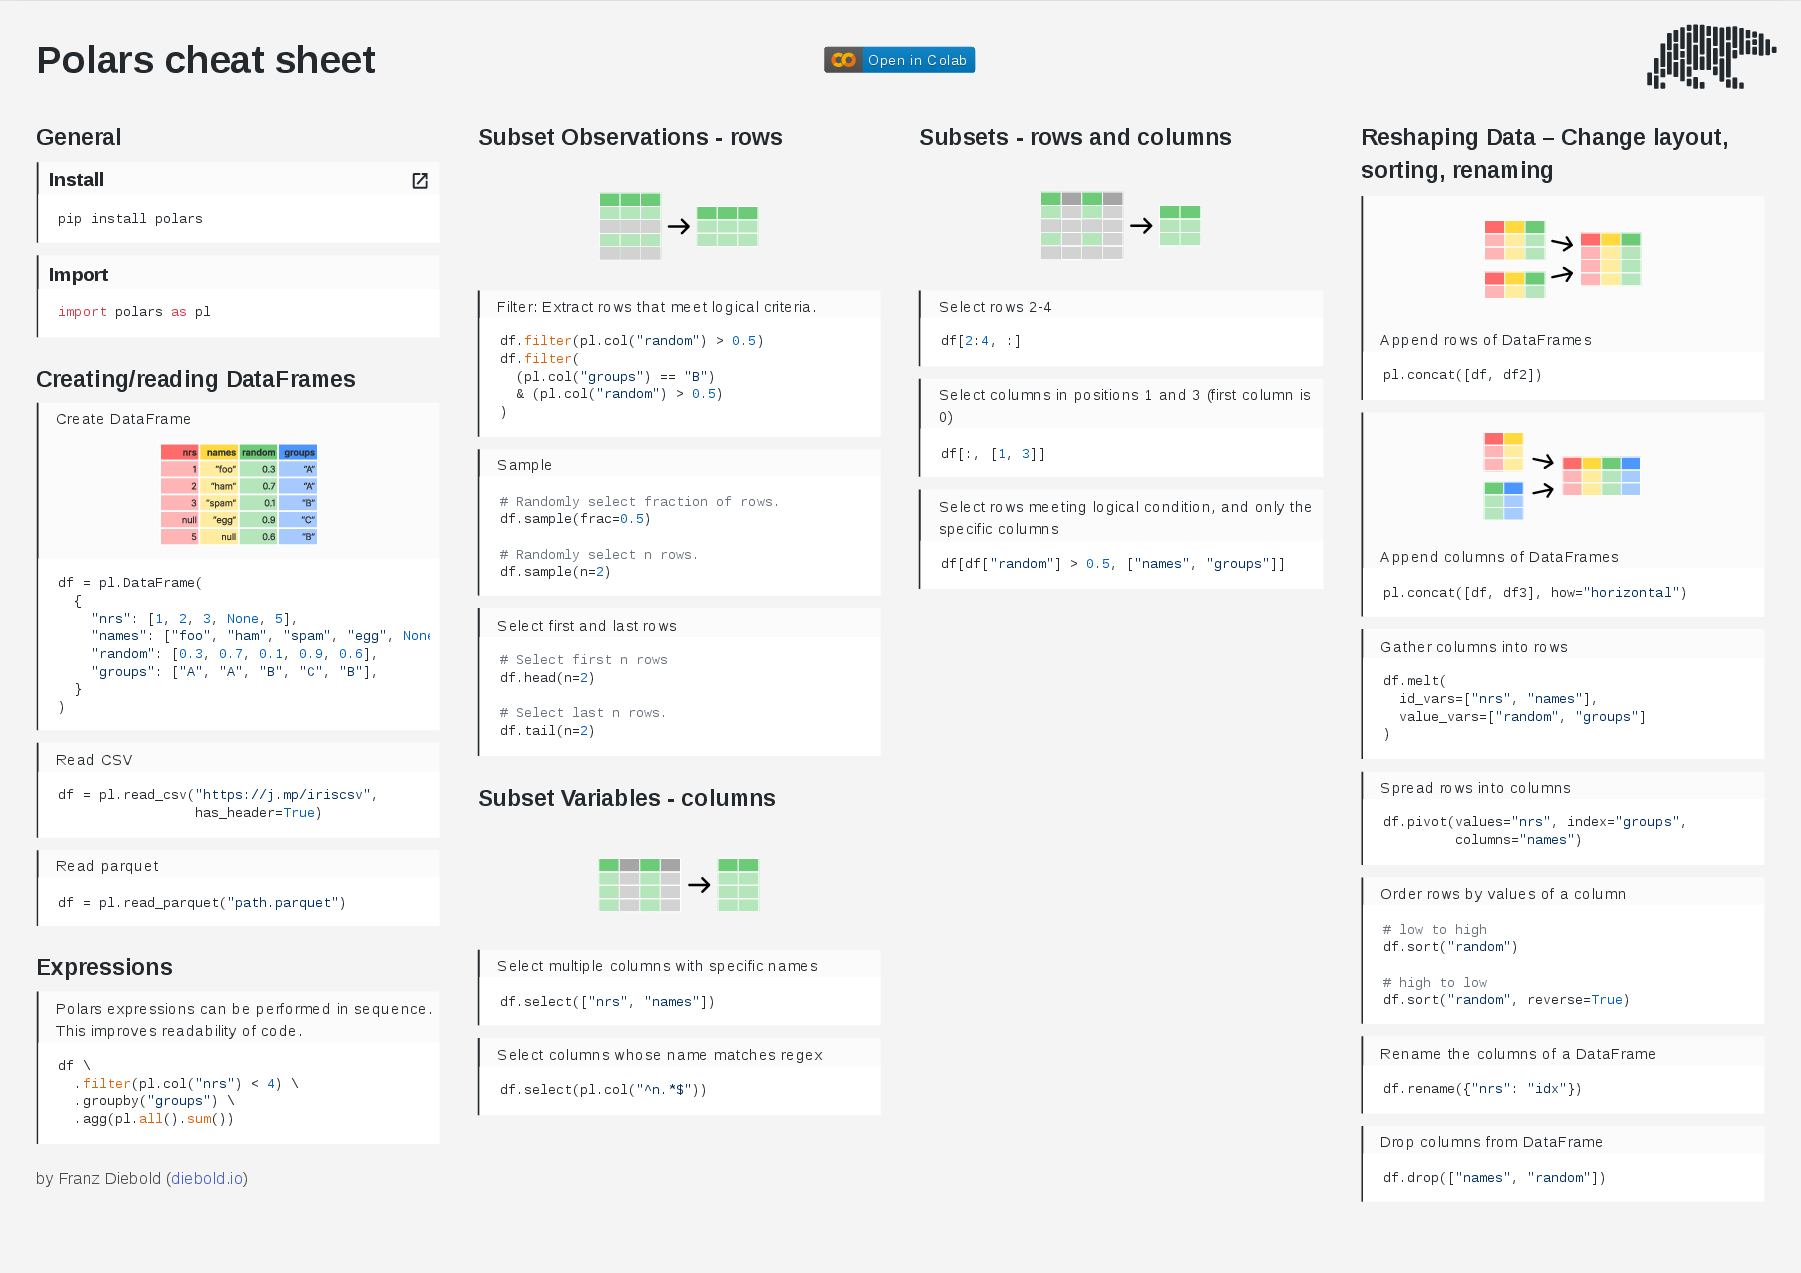 Polars cheat sheet
Open in Colab
General
Install
pip install polars
Import
import polars as pl
Creating/reading DataFrames
Create DataFrame
nrs names random groups
1 "foo" 0.3 "A"
2 "ham" 0.7 "A"
3 "spam" 0.1 "B"
null "egg" 0.9 "C"
5 null 0.6 "B"
df = pl.DataFrame(
  {
    "nrs": [1, 2, 3, None, 5],
    "names": ["foo", "ham", "spam", "egg", None
    "random": [0.3, 0.7, 0.1, 0.9, 0.6],
    "groups": ["A", "A", "B", "C", "B"],
  }
)
Read CSV
df = pl.read_csv("https://j.mp/iriscsv",
                 has_header=True)
Read parquet
df = pl.read_parquet("path.parquet")
Expressions
Polars expressions can be performed in sequence.
This improves readability of code.
df \
  .filter(pl.col("nrs") < 4) \
  .groupby("groups") \
  .agg(pl.all().sum())
by Franz Diebold (diebold.io)
Subset Observations - rows
Filter: Extract rows that meet logical criteria.
df.filter(pl.col("random") > 0.5)
df.filter(
  (pl.col("groups") == "B")
  & (pl.col("random") > 0.5)
)
Sample
# Randomly select fraction of rows.
df.sample(frac=0.5)
# Randomly select n rows.
df.sample(n=2)
Select first and last rows
# Select first n rows
df.head(n=2)
# Select last n rows.
df.tail(n=2)
Subset Variables - columns
Select multiple columns with specific names
df.select(["nrs", "names"])
Select columns whose name matches regex
df.select(pl.col("^n.*$"))
Subsets - rows and columns
Select rows 2-4
df[2:4, :]
Select columns in positions 1 and 3 (first column is
0)
df[:, [1, 3]]
Select rows meeting logical condition, and only the
specific columns
df[df["random"] > 0.5, ["names", "groups"]]
Reshaping Data – Change layout,
sorting, renaming
Append rows of DataFrames
pl.concat([df, df2])
Append columns of DataFrames
pl.concat([df, df3], how="horizontal")
Gather columns into rows
df.melt(
  id_vars=["nrs", "names"],
  value_vars=["random", "groups"]
)
Spread rows into columns
df.pivot(values="nrs", index="groups",
         columns="names")
Order rows by values of a column
# low to high
df.sort("random")
# high to low
df.sort("random", reverse=True)
Rename the columns of a DataFrame
df.rename({"nrs": "idx"})
Drop columns from DataFrame
df.drop(["names", "random"])